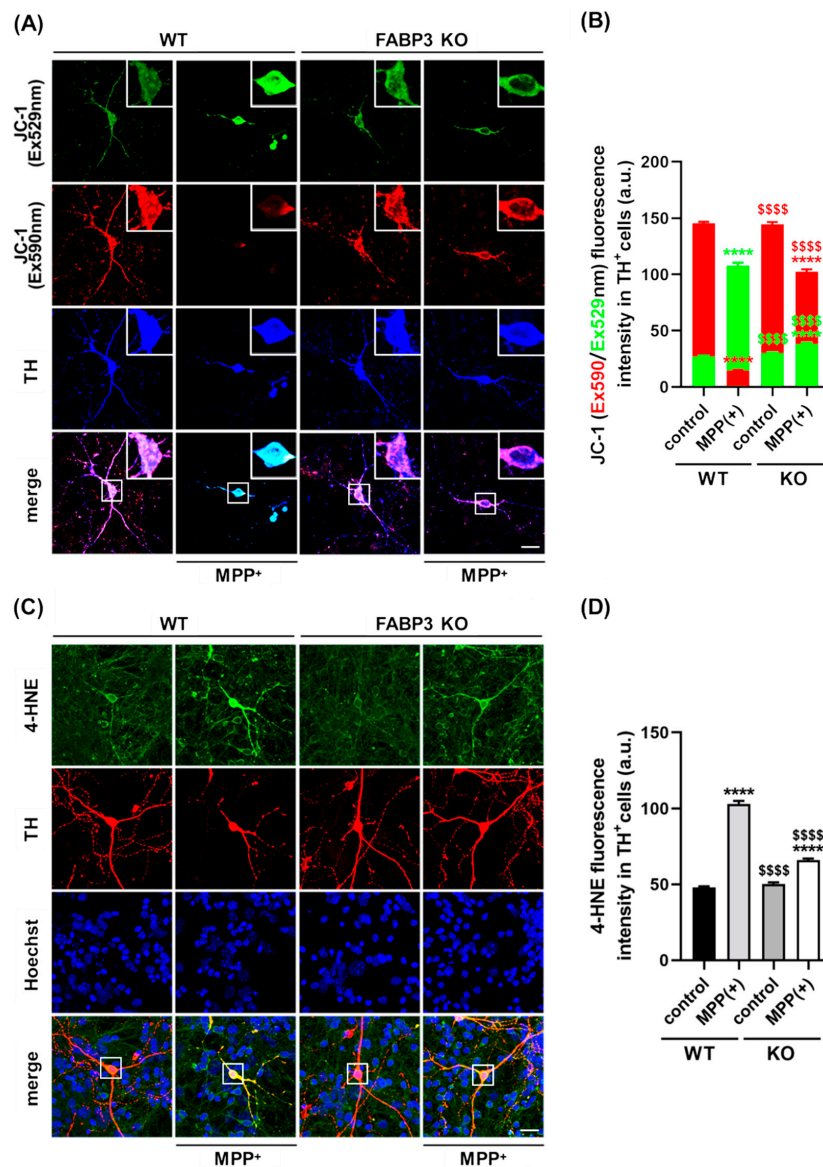 (A)
WT
FABP3 KO
JC-1
(Ex529nm)
JC-1
(Ex590nm)
TH
merge
MPP⁺
MPP⁺
(B)
JC-1 (Ex590/Ex529nm) fluorescence
intensity in TH⁺ cells (a.u.)
200
150
100
50
0
****
****
$$$$
$$$$
$$$$
****
$$$$
****
control
MPP(+)
control
MPP(+)
WT
KO
(C)
WT
FABP3 KO
4-HNE
TH
Hoechst
merge
MPP⁺
MPP⁺
(D)
4-HNE fluorescence
intensity in TH⁺ cells (a.u.)
150
100
50
0
****
$$$$
$$$$
****
control
MPP(+)
control
MPP(+)
WT
KO